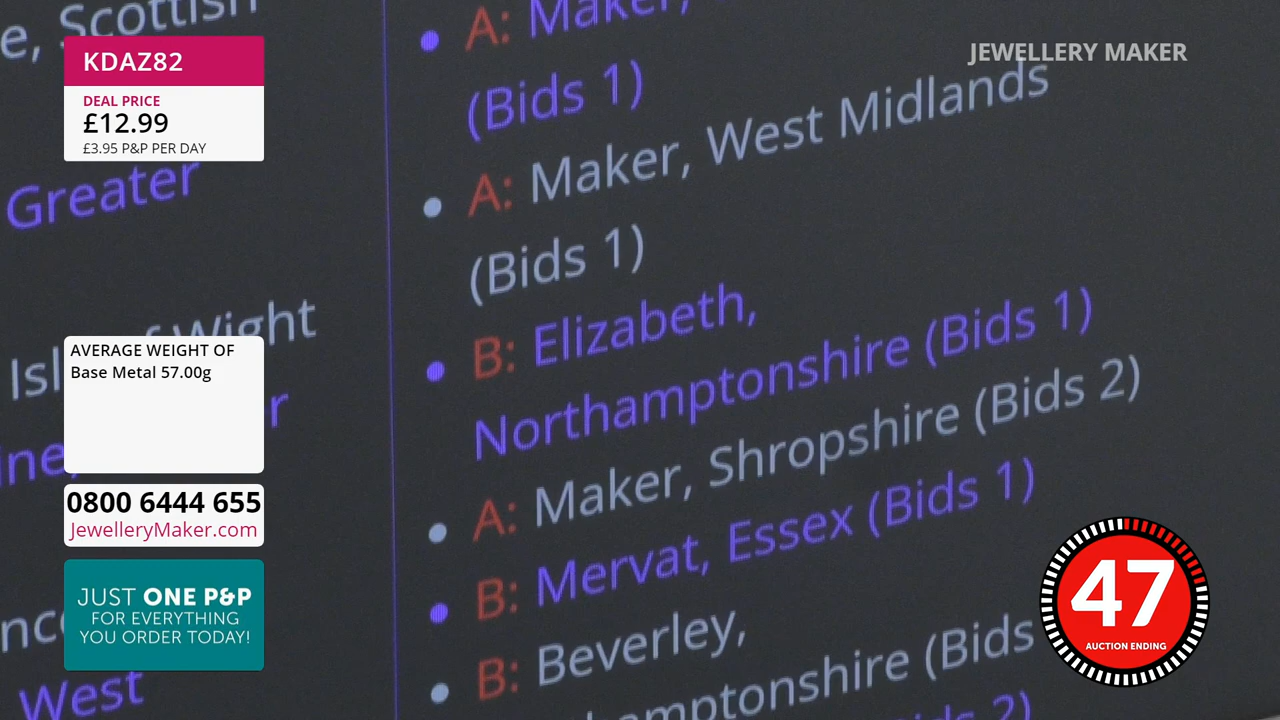 e, Scottish
KDAZ82
DEAL PRICE
£12.99
£3.95 P&P PER DAY
Greater
Wight
AVERAGE WEIGHT OF
Base Metal 57.00g
0800 6444 655
JewelleryMaker.com
JUST ONE P&P
FOR EVERYTHING
YOU ORDER TODAY!
West
JEWELLERY MAKER
A: Maker,
(Bids 1)
A: Maker, West Midlands
(Bids 1)
B: Elizabeth,
Northamptonshire (Bids 1)
A: Maker, Shropshire (Bids 2)
B: Mervat, Essex (Bids 1)
B: Beverley,
amptonshire (Bids
2)
47
AUCTION ENDING